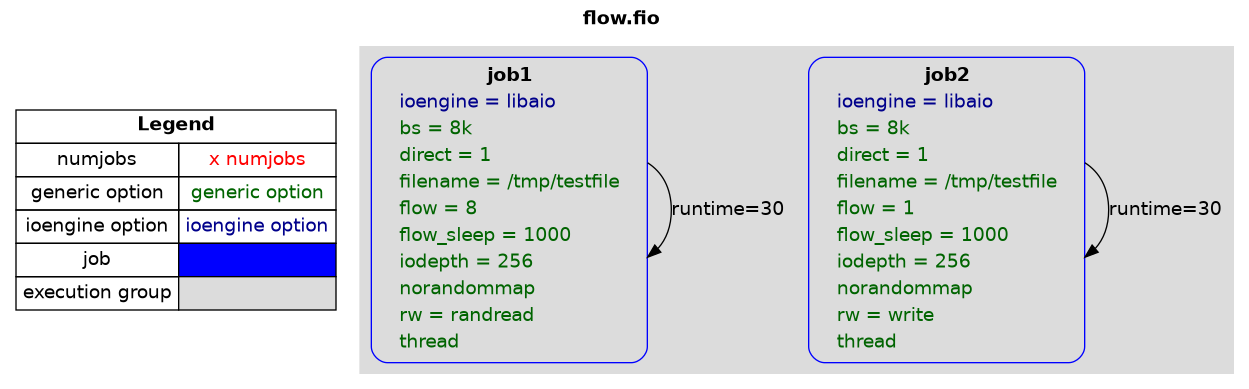 flow.fio
Legend
numjobs x numjobs
generic option generic option
ioengine option ioengine option
job
execution group
job1
ioengine = libaio
bs = 8k
direct = 1
filename = /tmp/testfile
flow = 8
flow_sleep = 1000
iodepth = 256
norandommap
rw = randread
thread
runtime=30
job2
ioengine = libaio
bs = 8k
direct = 1
filename = /tmp/testfile
flow = 1
flow_sleep = 1000
iodepth = 256
norandommap
rw = write
thread
runtime=30